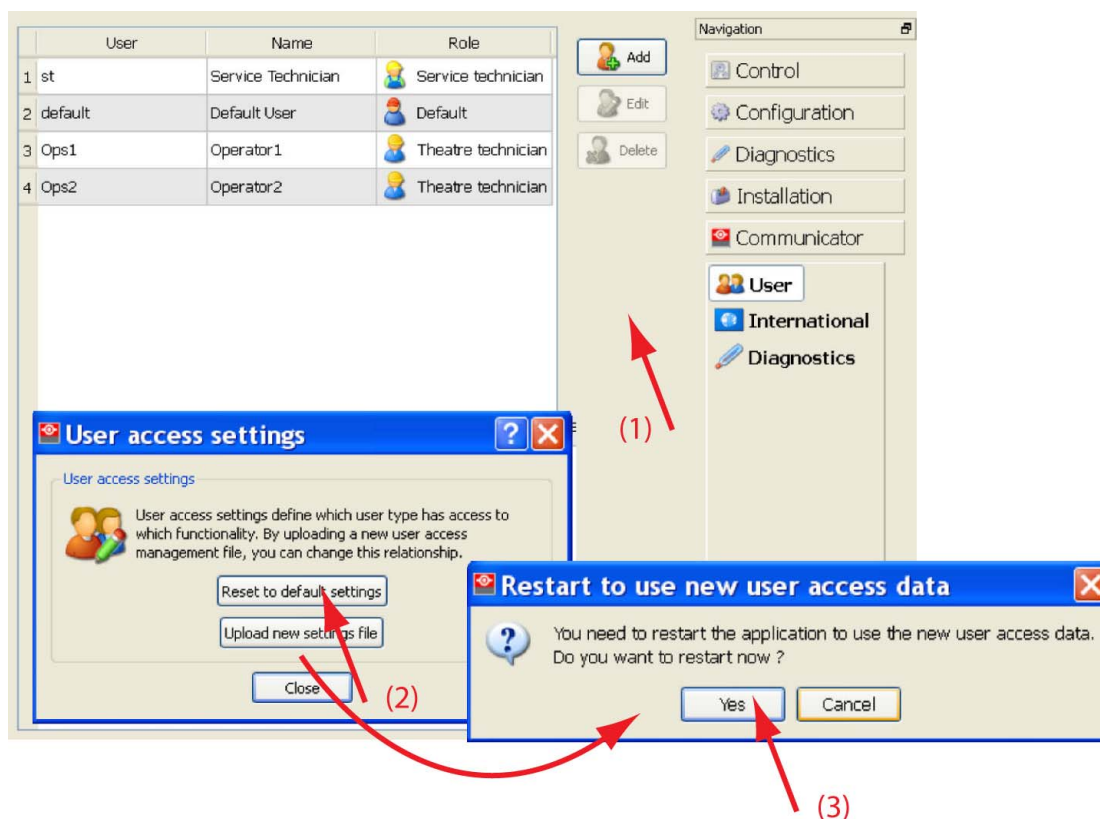 User Name Role
1 st Service Technician Service technician
2 default Default User Default
3 Ops1 Operator1 Theatre technician
4 Ops2 Operator2 Theatre technician
Add
Edit
Delete
Navigation
Control
Configuration
Diagnostics
Installation
Communicator
User
International
Diagnostics
(1)
User access settings
User access settings
User access settings define which user type has access to
which functionality. By uploading a new user access
management file, you can change this relationship.
Reset to default settings
Upload new settings file
Close
(2)
Restart to use new user access data
You need to restart the application to use the new user access data.
Do you want to restart now ?
Yes Cancel
(3)